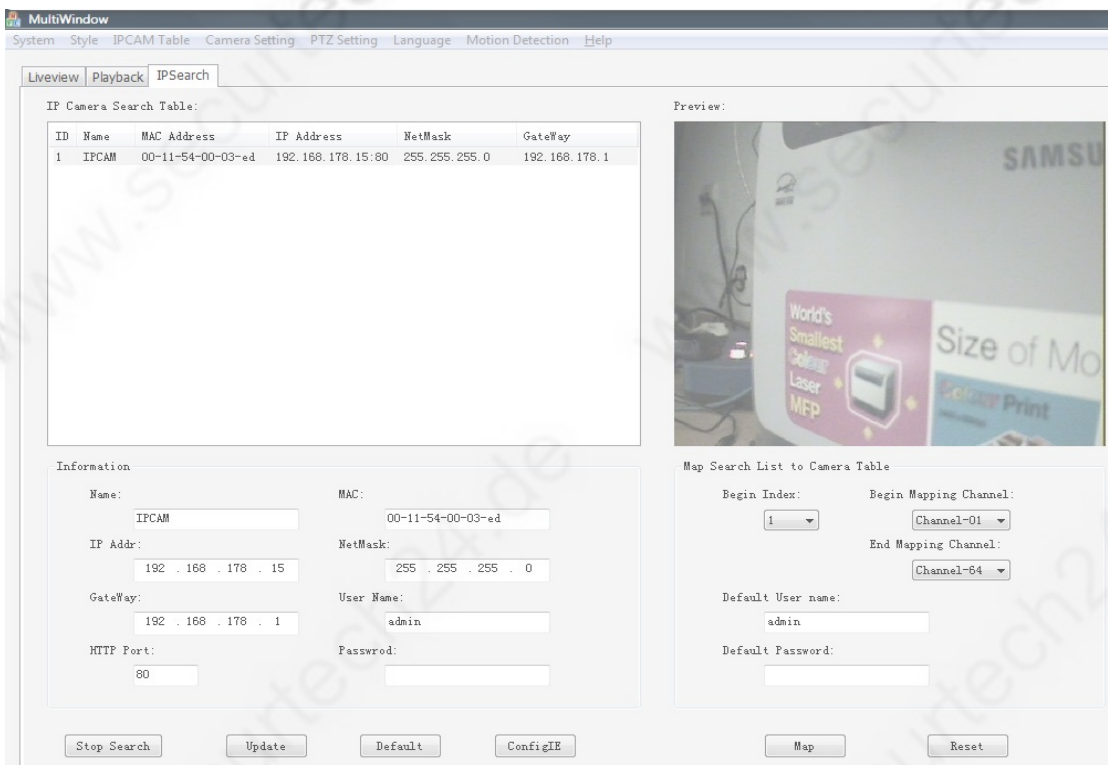 MultiWindow
System Style IPCAM Table Camera Setting PTZ Setting Language Motion Detection Help
Liveview Playback IPSearch
IP Camera Search Table:
ID Name MAC Address IP Address NetMask GateWay
1 IPCAM 00-11-54-00-03-ed 192.168.178.15:80 255.255.255.0 192.168.178.1
Preview:
SAMSU
World's
Smallest
Colour
Laser
MFP
Size of Mo
Colour Print
Information
Name: MAC:
IPCAM 00-11-54-00-03-ed
IP Addr: NetMask:
192 . 168 . 178 . 15 255 . 255 . 255 . 0
GateWay: User Name:
192 . 168 . 178 . 1 admin
HTTP Port: Passwrod:
80
Map Search List to Camera Table
Begin Index: Begin Mapping Channel:
1 Channel-01
End Mapping Channel:
Channel-64
Default User name:
admin
Default Password:
Stop Search Update Default ConfigIE Map Reset
www.securtech24.de